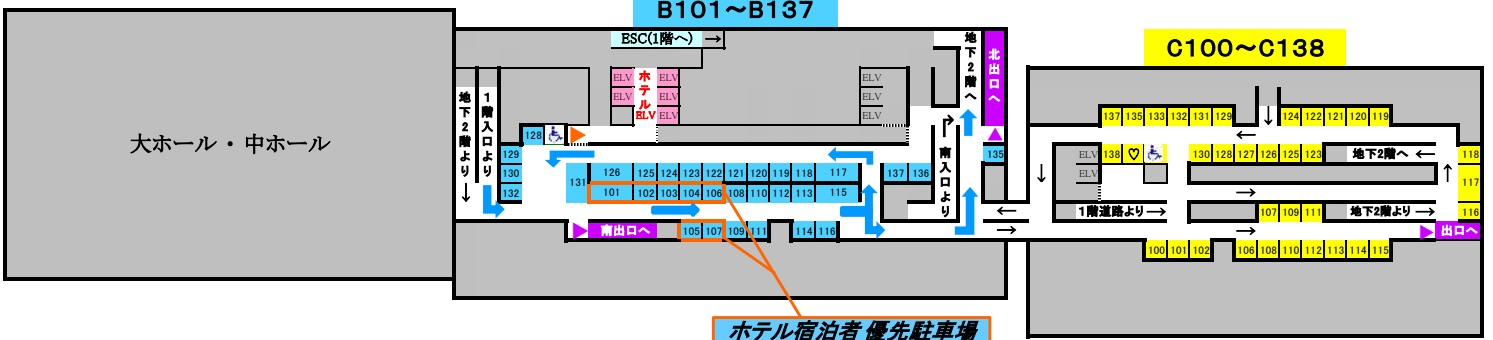 B101～B137
C100～C138
大ホール・中ホール
ESC(1階へ)→
ELV
ELV
ホテル
ELV
ELV
ELV
ELV
ELV
ELV
ELV
地下2階へ
北出口へ
地下2階より
1階入口より
南入口より
128
129
130
132
131
126 125 124 123 122 121 120 119 118 117
101 102 103 104 106 108 110 112 113 115
137 136
135
南出口へ
105 107 109 111
114 116
ホテル宿泊者 優先駐車場
137 135 133 132 131 129
124 122 121 120 119
ELV
ELV
138 ♡
130 128 127 126 125 123
地下2階へ ←
118
117
116
1階道路より→
107 109 111
地下2階より →
出口へ
100 101 102
106 108 110 112 113 114 115